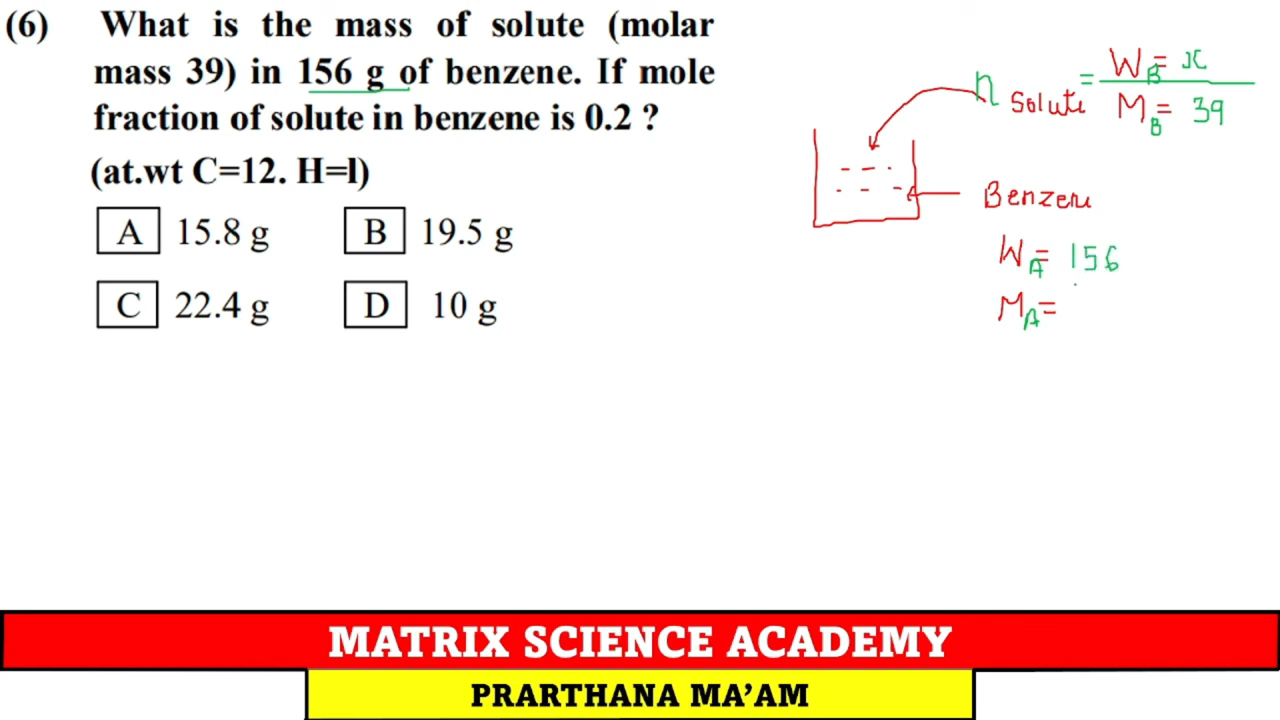 (6) What is the mass of solute (molar
mass 39) in 156 g of benzene. If mole
fraction of solute in benzene is 0.2 ?
(at.wt C=12. H=l)
A 15.8 g B 19.5 g
C 22.4 g D 10 g
n Solute = W_B = x
M_B = 39
Benzene
W_A = 156
M_A =
MATRIX SCIENCE ACADEMY
PRARTHANA MA’AM